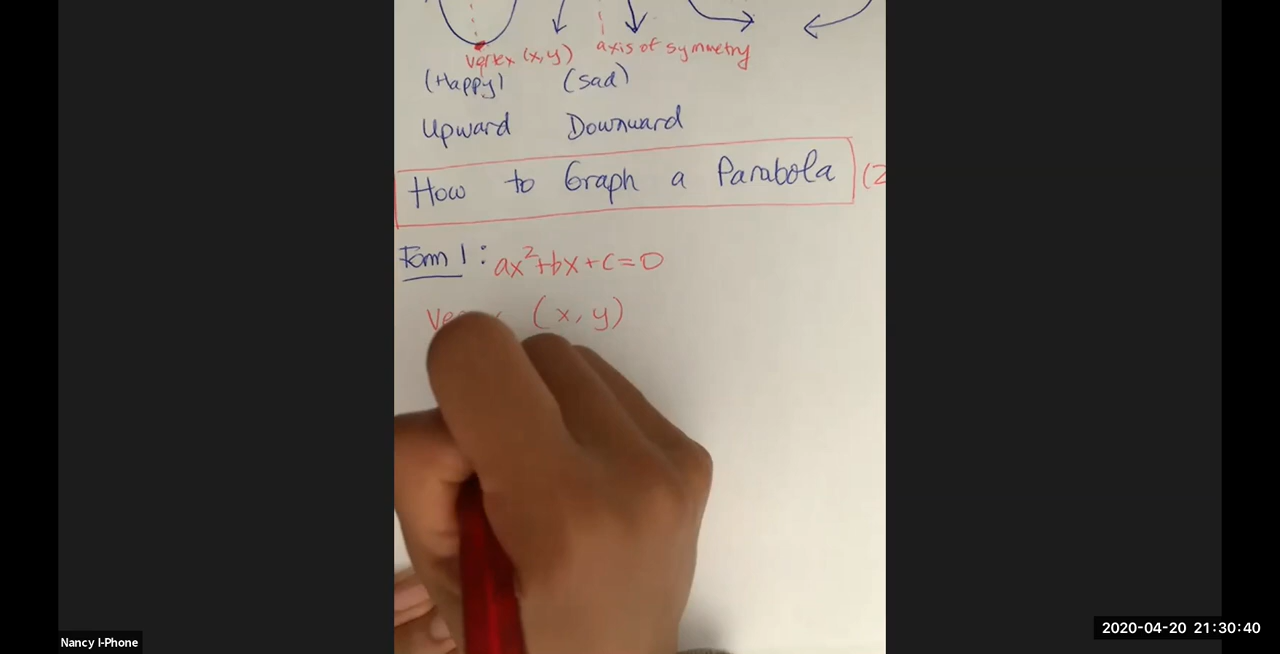 vertex (x,y) axis of symmetry
(Happy) (sad)
Upward Downward
How to Graph a Parabola (2
Form 1: ax²+bx+c=0
(x, y)
Nancy I-Phone
2020-04-20 21:30:40